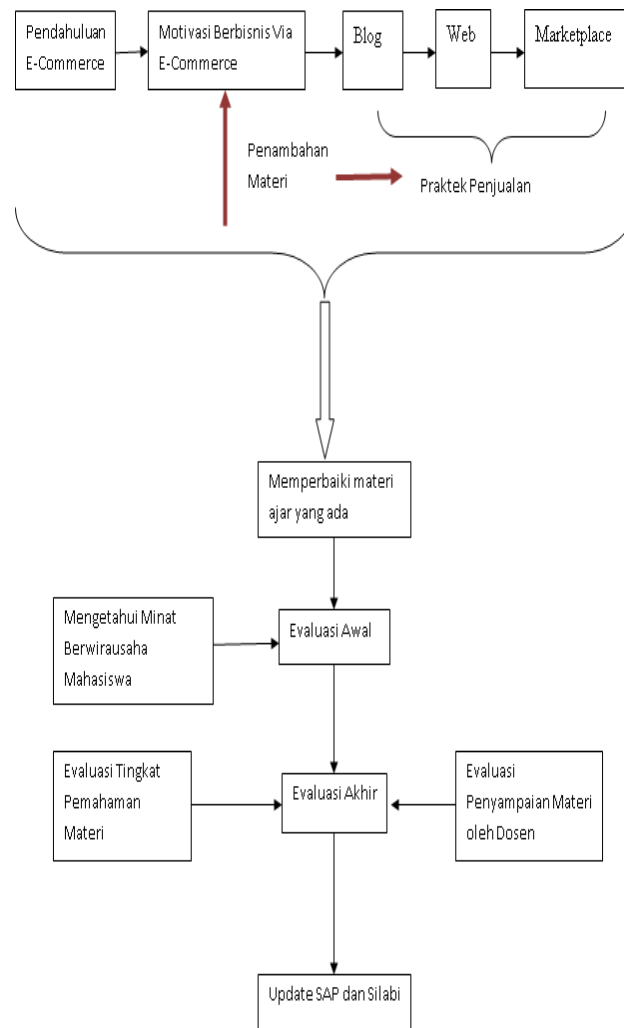 Pendahuluan
E-Commerce
Motivasi Berbisnis Via
E-Commerce
Blog
Web
Marketplace
Penambahan
Materi
Praktek Penjualan
Memperbaiki materi
ajar yang ada
Mengetahui Minat
Berwirausaha
Mahasiswa
Evaluasi Awal
Evaluasi Tingkat
Pemahaman
Materi
Evaluasi Akhir
Evaluasi
Penyampaian Materi
oleh Dosen
Update SAP dan Silabi